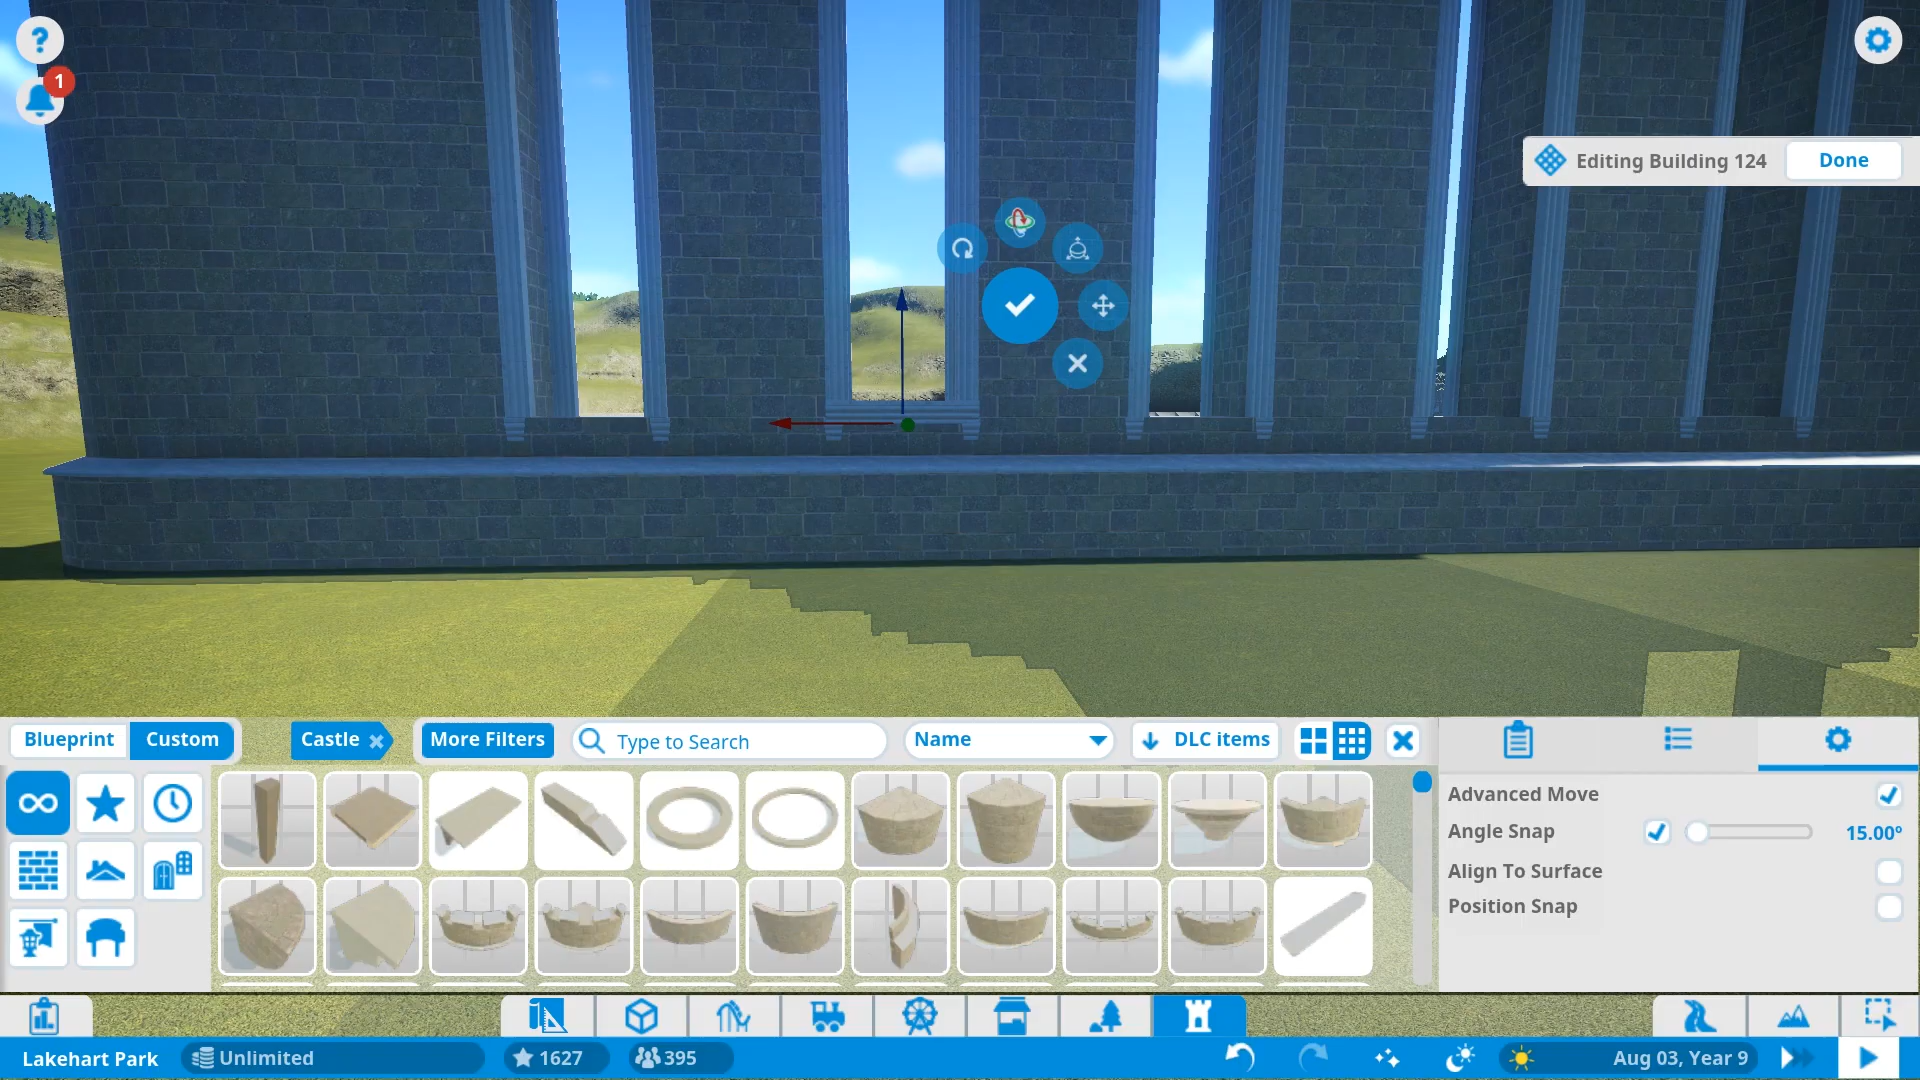 ?
1
Editing Building 124
Done
Blueprint
Custom
Castle
More Filters
Type to Search
Name
DLC items
Advanced Move
Angle Snap
15.00°
Align To Surface
Position Snap
Lakehart Park
Unlimited
1627
395
Aug 03, Year 9